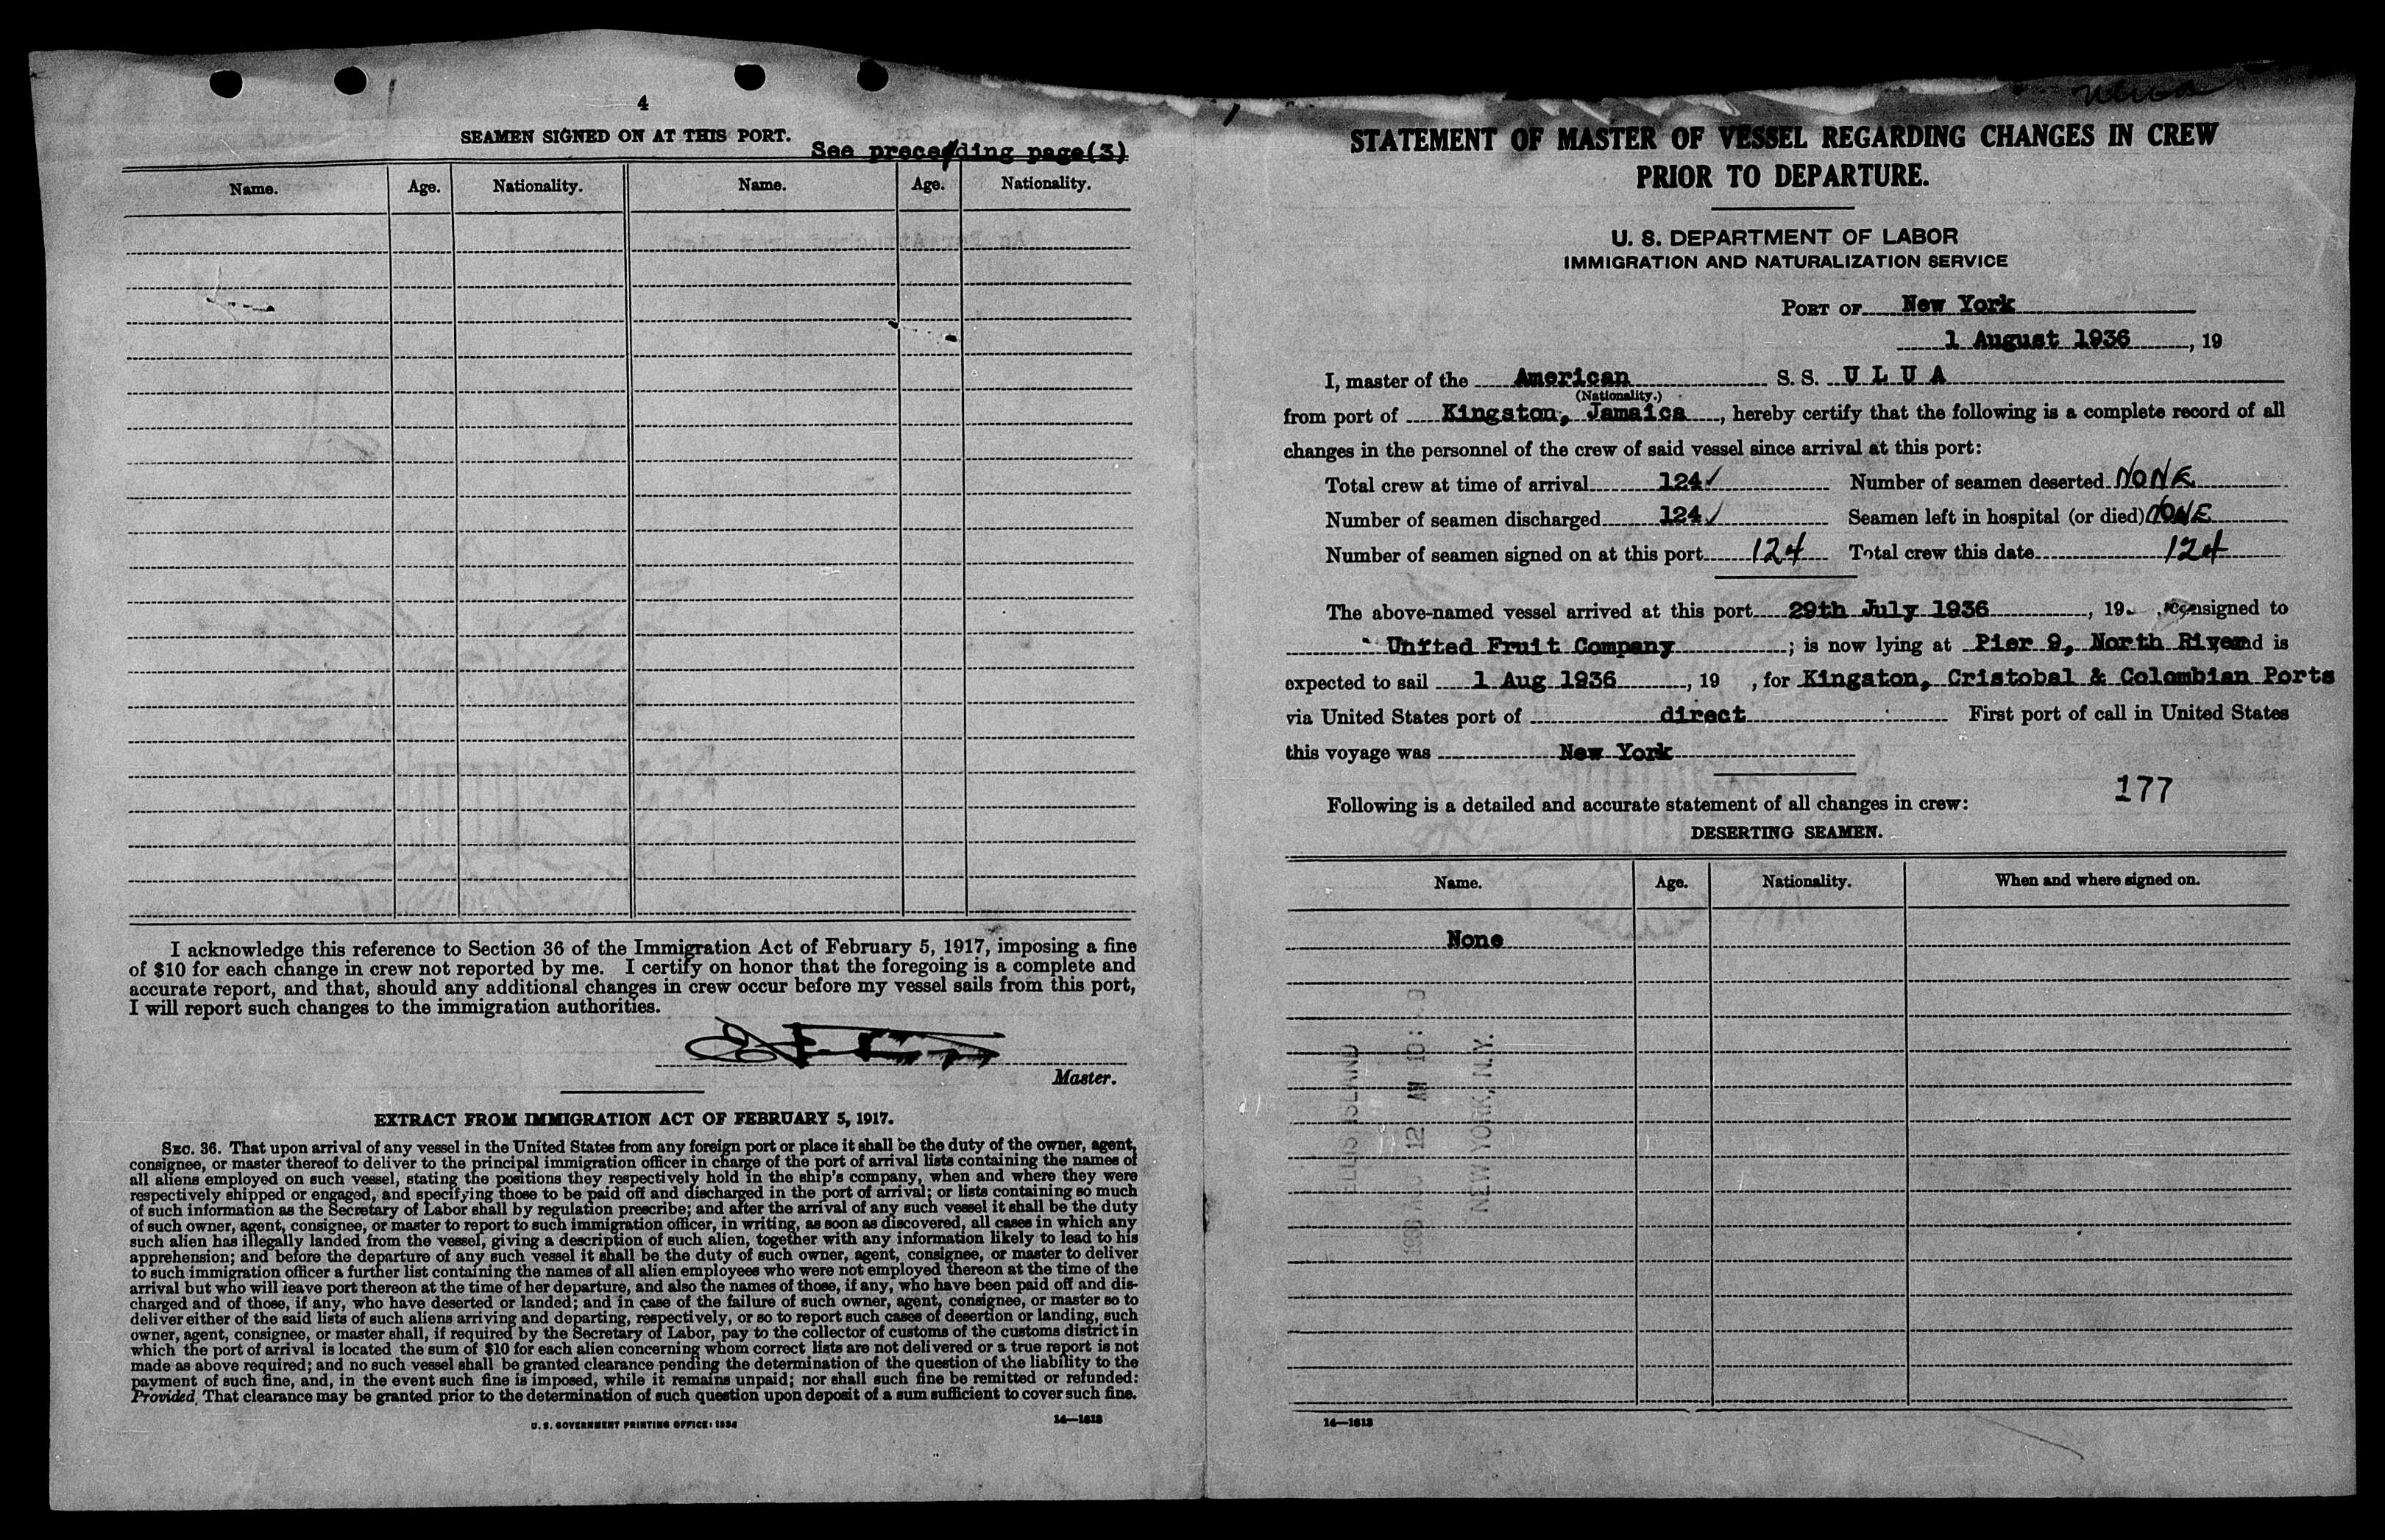 4
SEAMEN SIGNED ON AT THIS PORT.
See preceding page(3)
Name. Age. Nationality. Name. Age. Nationality.
I acknowledge this reference to Section 36 of the Immigration Act of February 5, 1917, imposing a fine
of $10 for each change in crew not reported by me. I certify on honor that the foregoing is a complete and
accurate report, and that, should any additional changes in crew occur before my vessel sails from this port,
I will report such changes to the immigration authorities.
Master.
EXTRACT FROM IMMIGRATION ACT OF FEBRUARY 5, 1917.
SEC. 36. That upon arrival of any vessel in the United States from any foreign port or place it shall be the duty of the owner, agent,
consignee, or master thereof to deliver to the principal immigration officer in charge of the port of arrival lists containing the names of
all aliens employed on such vessel, stating the positions they respectively hold in the ship's company, when and where they were
respectively shipped or engaged, and specifying those to be paid off and discharged in the port of arrival; or lists containing so much
of such information as the Secretary of Labor shall by regulation prescribe; and after the arrival of any such vessel it shall be the duty
of such owner, agent, consignee, or master to report to such immigration officer, in writing, as soon as discovered, all cases in which any
such alien has illegally landed from the vessel, giving a description of such alien, together with any information likely to lead to his
apprehension; and before the departure of any such vessel it shall be the duty of such owner, agent, consignee, or master to deliver
to such immigration officer a further list containing the names of all alien employees who were not employed thereon at the time of the
arrival but who will leave port thereon at the time of her departure, and also the names of those, if any, who have been paid off and dis-
charged and of those, if any, who have deserted or landed; and in case of the failure of such owner, agent, consignee, or master so to
deliver either of the said lists of such aliens arriving and departing, respectively, or so to report such cases of desertion or landing, such
owner, agent, consignee, or master shall, if required by the Secretary of Labor, pay to the collector of customs of the customs district in
which the port of arrival is located the sum of $10 for each alien concerning whom correct lists are not delivered or a true report is not
made as above required; and no such vessel shall be granted clearance pending the determination of the question of the liability to the
payment of such fine, and, in the event such fine is imposed, while it remains unpaid; nor shall such fine be remitted or refunded:
Provided, That clearance may be granted prior to the determination of such question upon deposit of a sum sufficient to cover such fine.
U. S. GOVERNMENT PRINTING OFFICE: 1934 14—1613
STATEMENT OF MASTER OF VESSEL REGARDING CHANGES IN CREW
PRIOR TO DEPARTURE.
U. S. DEPARTMENT OF LABOR
IMMIGRATION AND NATURALIZATION SERVICE
PORT OF New York
1 August 1936, 19
I, master of the American S. S. U L U A
(Nationality.)
from port of Kingston, Jamaica, hereby certify that the following is a complete record of all
changes in the personnel of the crew of said vessel since arrival at this port:
Total crew at time of arrival 124✓ Number of seamen deserted NONE
Number of seamen discharged 124✓ Seamen left in hospital (or died) NONE
Number of seamen signed on at this port 124 Total crew this date 124
The above-named vessel arrived at this port 29th July 1936, 19 consigned to
United Fruit Company; is now lying at Pier 9, North River and is
expected to sail 1 Aug 1936, 19 , for Kingston, Cristobal & Colombian Ports
via United States port of direct First port of call in United States
this voyage was New York
177
Following is a detailed and accurate statement of all changes in crew:
DESERTING SEAMEN.
Name. Age. Nationality. When and where signed on.
None
ELLIS ISLAND
12 AM 10:
NEW YORK, N.Y.
14—1613